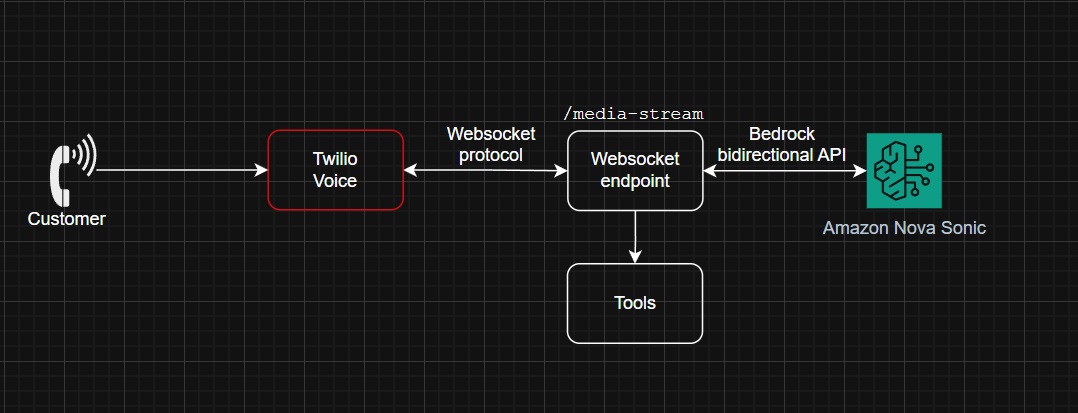 /media-stream
Websocket
protocol
Bedrock
bidirectional API
Twilio
Voice
Websocket
endpoint
Customer
Amazon Nova Sonic
Tools